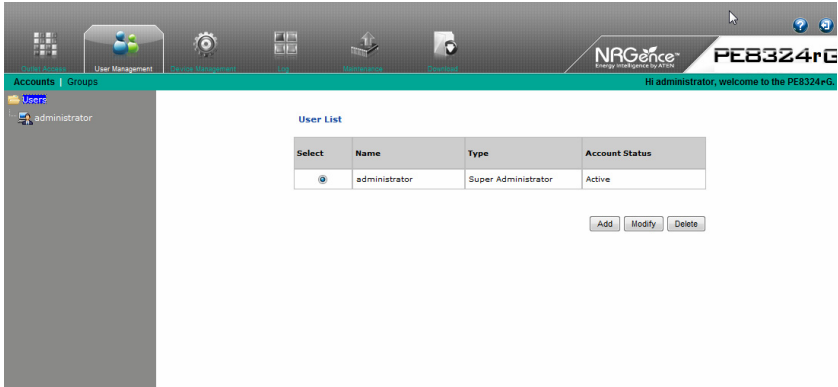 Outlet Access
User Management
Device Management
Log
Maintenance
Download
NRGence™
Energy Intelligence by ATEN
PE8324rG
Accounts | Groups
Hi administrator, welcome to the PE8324rG.
Users
administrator
User List
Select Name Type Account Status
administrator Super Administrator Active
Add Modify Delete